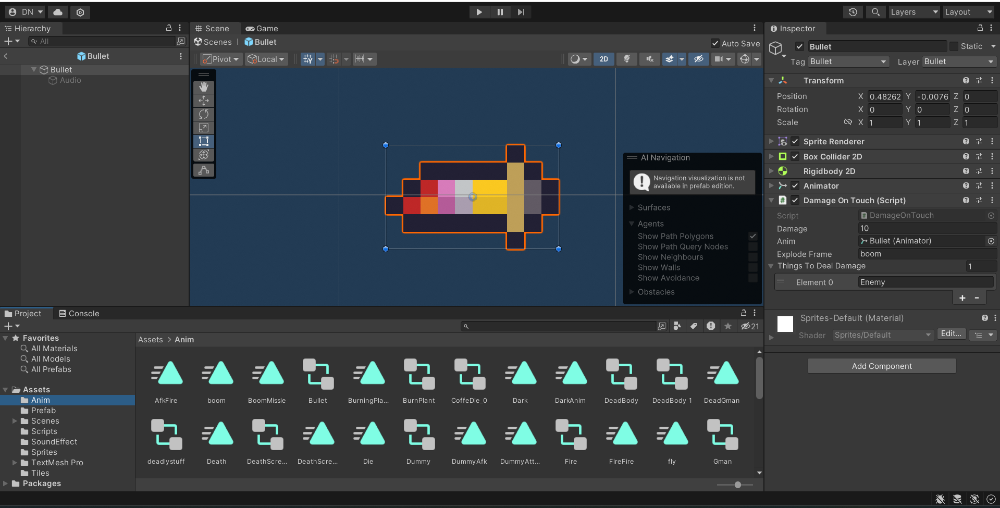 DN
Layers
Layout
Hierarchy
All
Bullet
Bullet
Audio
Scene
Game
Scenes
Bullet
Auto Save
Pivot
Local
2D
AI Navigation
Navigation visualization is not
available in prefab edition.
Surfaces
Agents
Show Path Polygons
Show Path Query Nodes
Show Neighbours
Show Walls
Show Avoidance
Obstacles
Inspector
Bullet
Static
Tag Bullet Layer Bullet
Transform
Position X 0.48262 Y -0.0076 Z 0
Rotation X 0 Y 0 Z 0
Scale X 1 Y 1 Z 1
Sprite Renderer
Box Collider 2D
Rigidbody 2D
Animator
Damage On Touch (Script)
Script DamageOnTouch
Damage 10
Anim Bullet (Animator)
Explode Frame boom
Things To Deal Damage 1
Element 0 Enemy
+ -
Sprites-Default (Material)
Shader Sprites/Default Edit...
Add Component
Project
Console
21
Favorites
All Materials
All Models
All Prefabs
Assets
Anim
Prefab
Scenes
Scripts
SoundEffect
Sprites
TextMesh Pro
Tiles
Packages
Assets > Anim
AfkFire boom BoomMissle Bullet BurningPla... BurnPlant CoffeDie_0 Dark DarkAnim DeadBody DeadBody 1 DeadGman
deadlystuff Death DeathScre... DeathScre... Die Dummy DummyAfk DummyAtt... Fire FireFire fly Gman